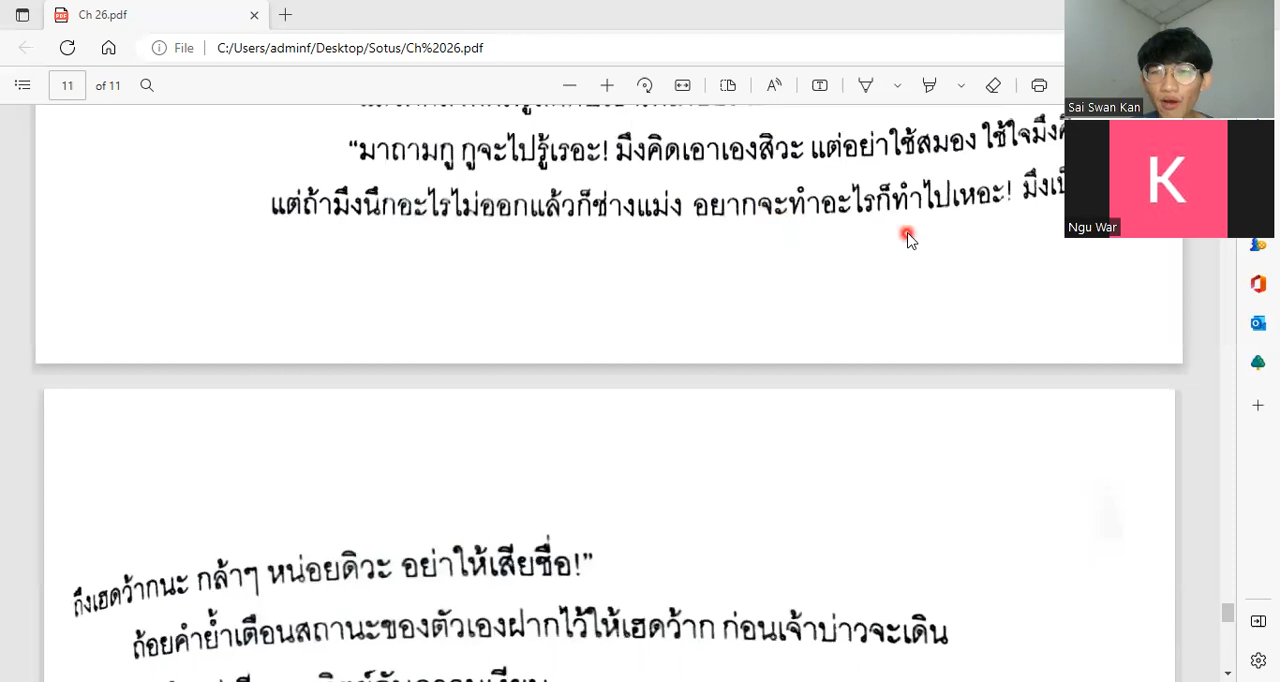 Ch 26.pdf
File
C:/Users/adminf/Desktop/Sotus/Ch%2026.pdf
11 of 11
Sai Swan Kan
K
Ngu War
“มาถามกู กูจะไปรู้เรอะ! มึงคิดเอาเองสิวะ แต่อย่าใช้สมอง ใช้ใจมึง
แต่ถ้ามึงนึกอะไรไม่ออกแล้วก็ช่างแม่ง อยากจะทำอะไรก็ทำไปเหอะ!
ถึงเฮดว้ากนะ กล้าๆ หน่อยดิวะ อย่าให้เสียชื่อ!”
ถ้อยคำย้ำเตือนสถานะของตัวเองฝากไว้ให้เฮดว้าก ก่อนเจ้าบ่าวจะเดิน